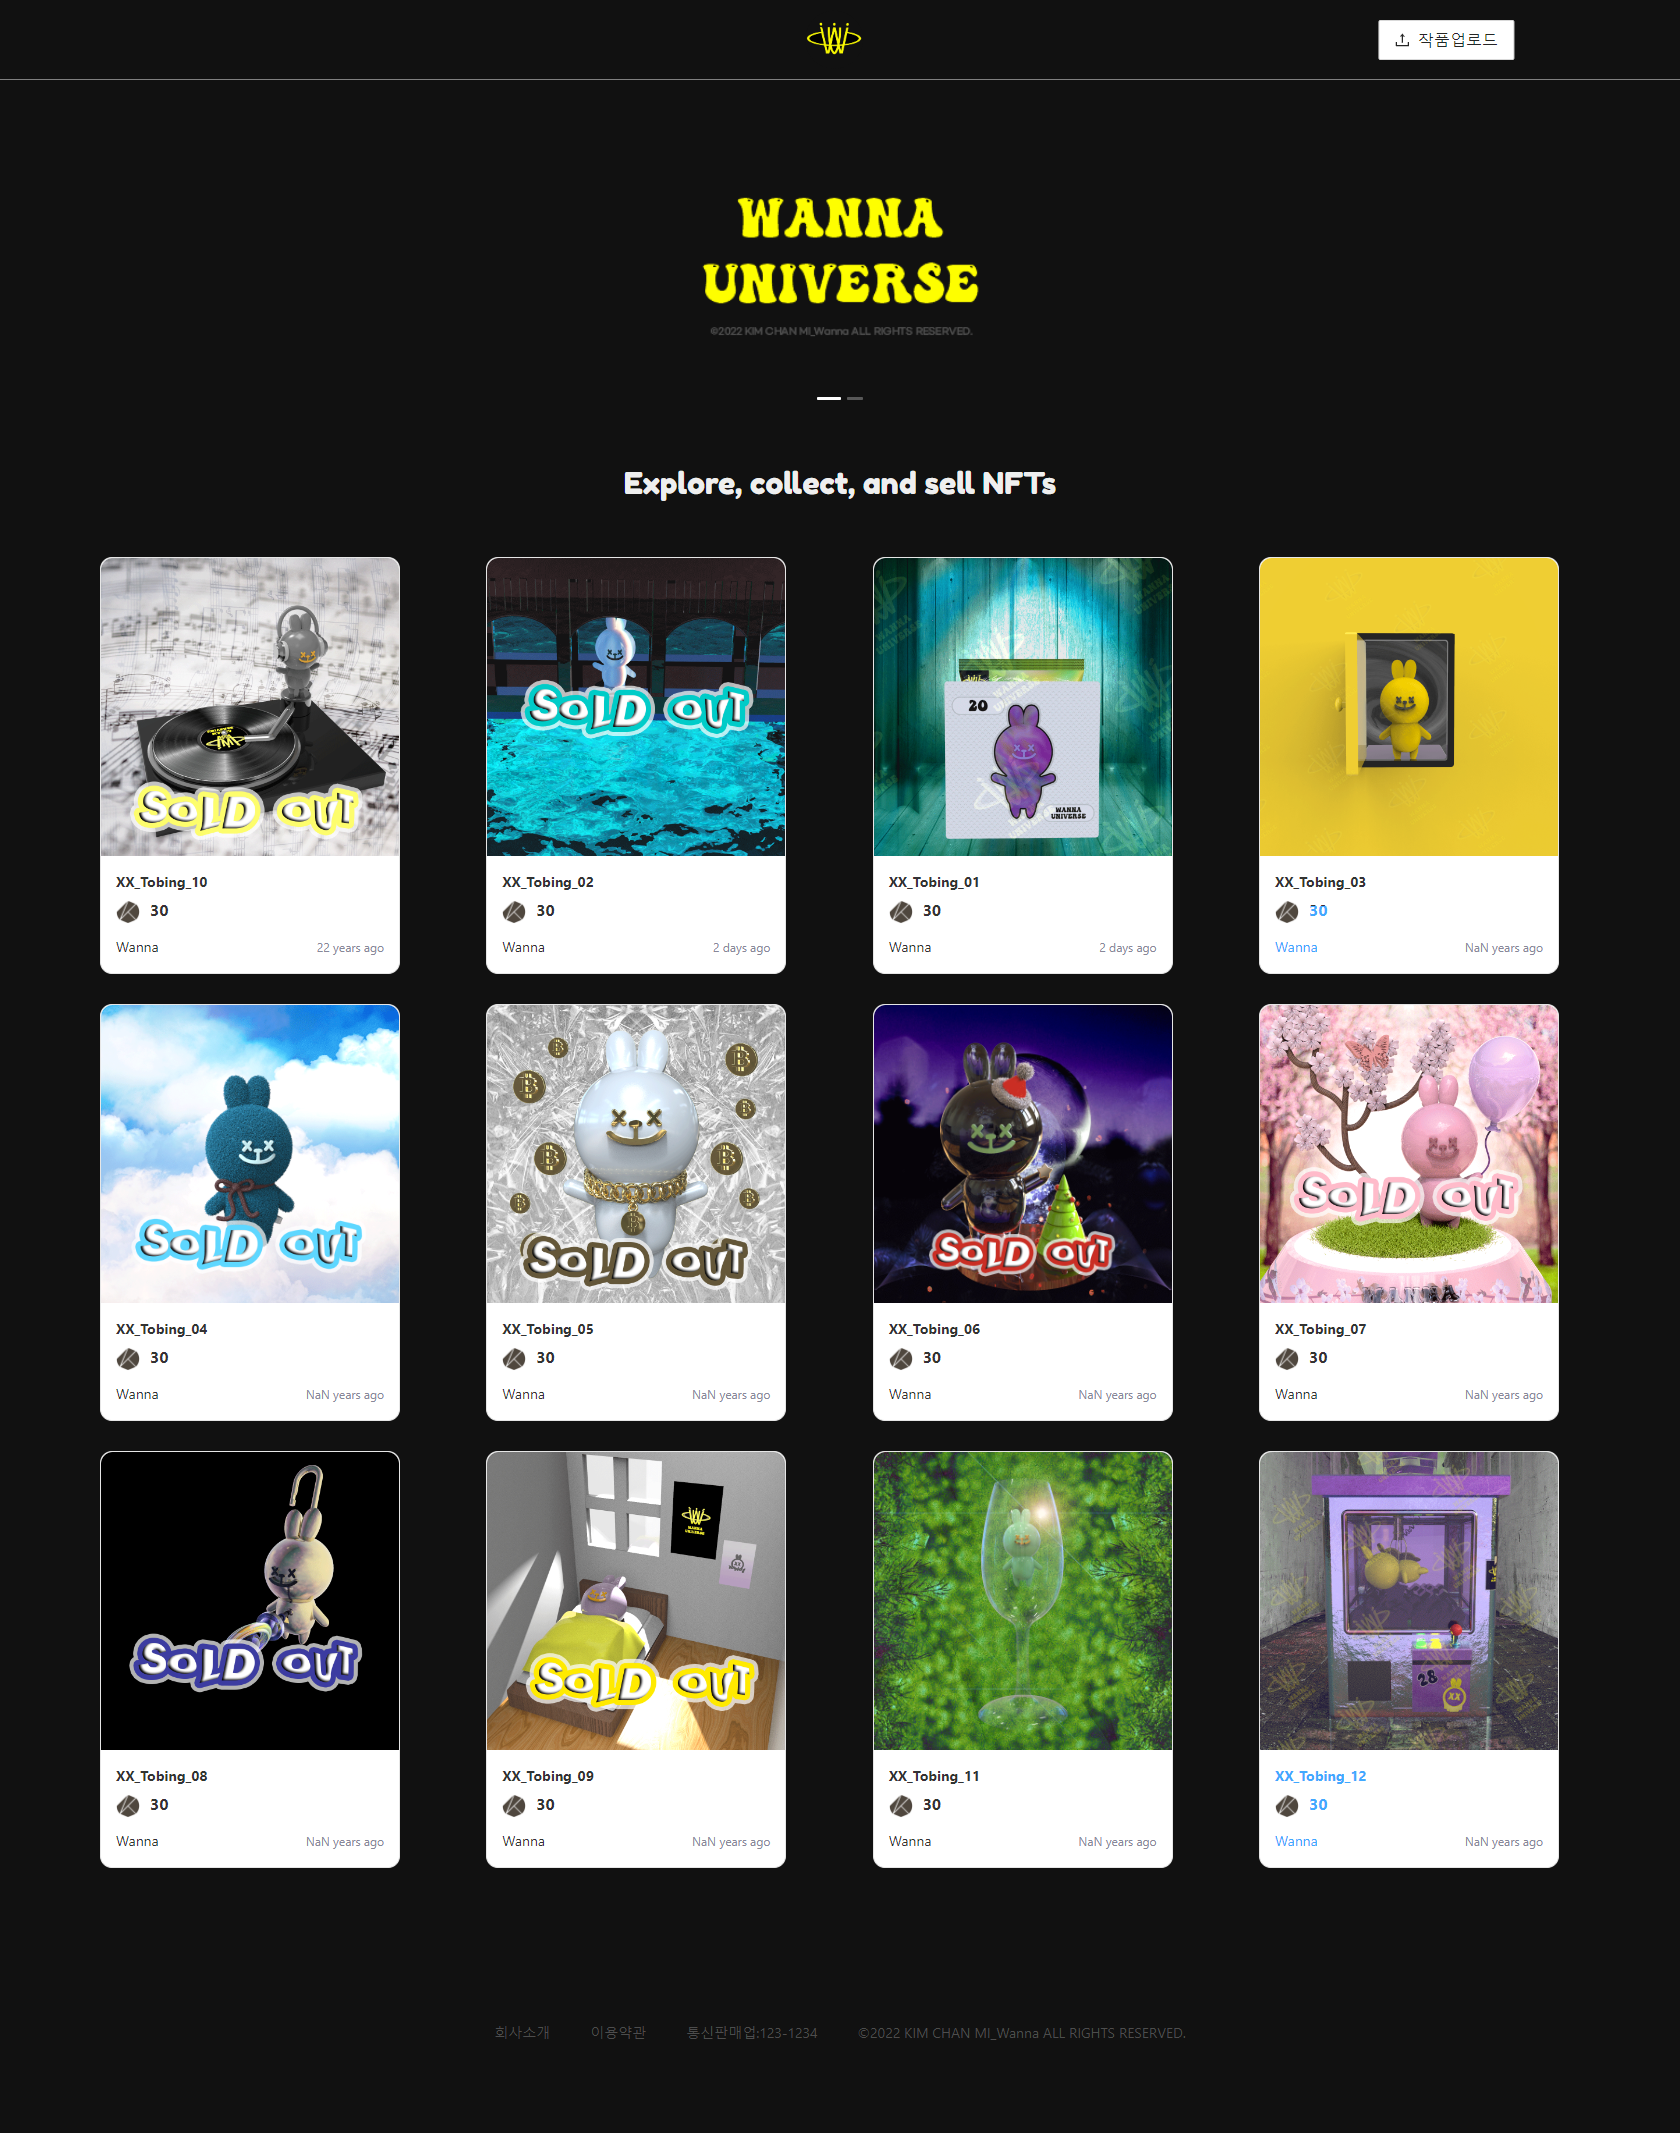 작품업로드
WANNA
UNIVERSE
©2022 KIM CHAN MI_Wanna ALL RIGHTS RESERVED.
Explore, collect, and sell NFTs
SOLD OUT
SOLD OUT
20
WANNA
UNIVERSE
XX_Tobing_10
30
Wanna
22 years ago
XX_Tobing_02
30
Wanna
2 days ago
XX_Tobing_01
30
Wanna
2 days ago
XX_Tobing_03
30
Wanna
NaN years ago
SOLD OUT
SOLD OUT
SOLD OUT
SOLD OUT
XX_Tobing_04
30
Wanna
NaN years ago
XX_Tobing_05
30
Wanna
NaN years ago
XX_Tobing_06
30
Wanna
NaN years ago
XX_Tobing_07
30
Wanna
NaN years ago
WANNA
UNIVERSE
SOLD OUT
SOLD OUT
28
XX_Tobing_08
30
Wanna
NaN years ago
XX_Tobing_09
30
Wanna
NaN years ago
XX_Tobing_11
30
Wanna
NaN years ago
XX_Tobing_12
30
Wanna
NaN years ago
회사소개 이용약관 통신판매업:123-1234 ©2022 KIM CHAN MI_Wanna ALL RIGHTS RESERVED.